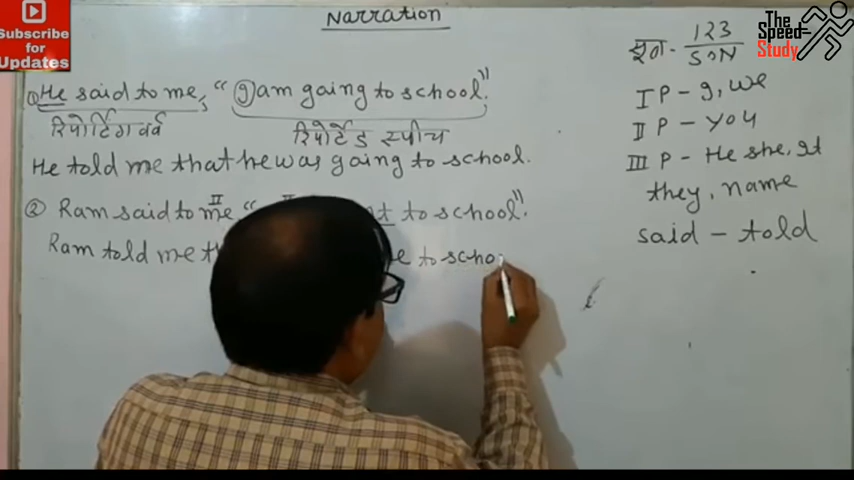 Subscribe
for
Updates
Narration
The
Speed
Study
① He said to me, "I am going to school."
रिपोर्टिंग वर्व
रिपोर्टेड स्पीच
He told me that he was going to school.
② Ram said to me, " to school".
II
Ram told me to scho
सूत्र - 123
SON
I P - I, we
II P - you
III P - He she, It
they, name
said - told